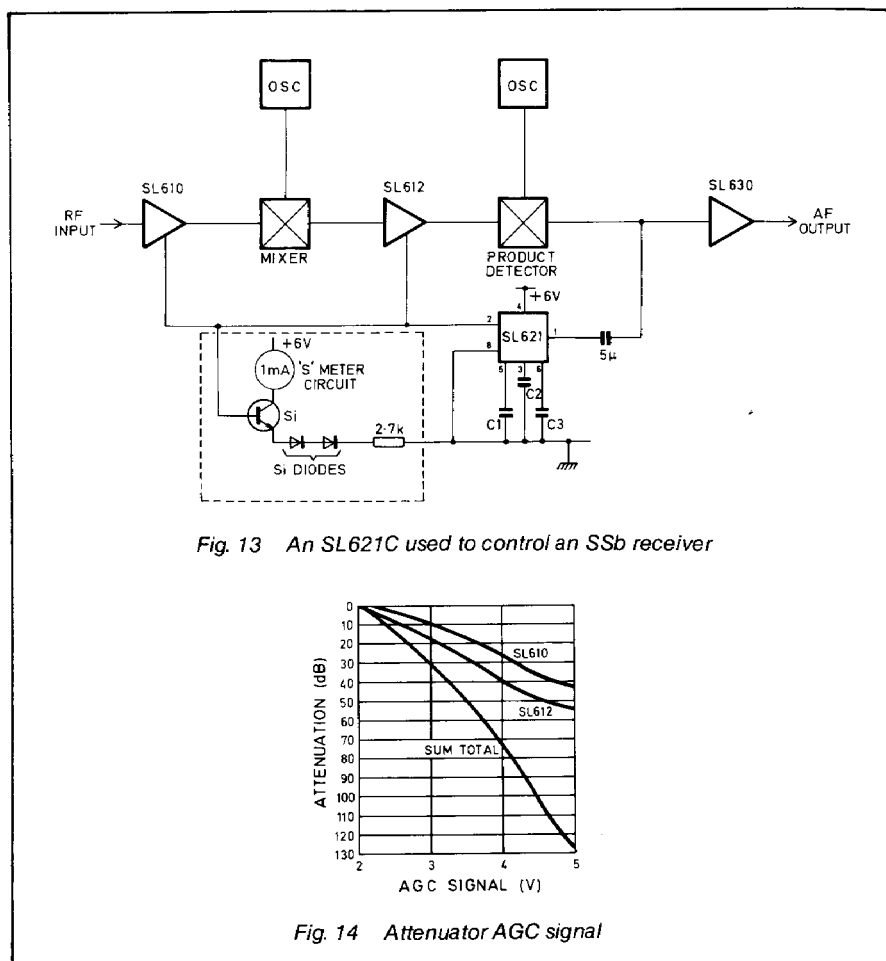 OSC
OSC
SL610
SL612
SL630
RF
INPUT
MIXER
PRODUCT
DETECTOR
AF
OUTPUT
+6V
4
2
8
SL621
1
5µ
5
3
6
C1
C2
C3
+6V
1mA
'S' METER
CIRCUIT
Si
2·7k
Si DIODES
Fig. 13 An SL621C used to control an SSb receiver
0
10
20
30
40
50
60
70
80
90
100
110
120
130
ATTENUATION (dB)
SL610
SL612
SUM TOTAL
2
3
4
5
AGC SIGNAL (V)
Fig. 14 Attenuator AGC signal